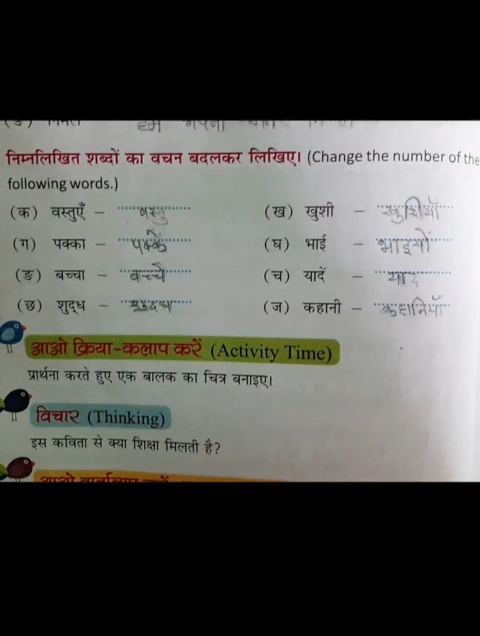 हम
निम्नलिखित शब्दों का वचन बदलकर लिखिए। (Change the number of the
following words.)
(क) वस्तुएँ – वस्तु (ख) खुशी – खुशियाँ
(ग) पक्का – पक्के (घ) भाई – भाइयों
(ङ) बच्चा – बच्चे (च) यादें – याद
(छ) शुद्ध – (ज) कहानी – कहानियाँ
आओ क्रिया-कलाप करें (Activity Time)
प्रार्थना करते हुए एक बालक का चित्र बनाइए।
विचार (Thinking)
इस कविता से क्या शिक्षा मिलती है?